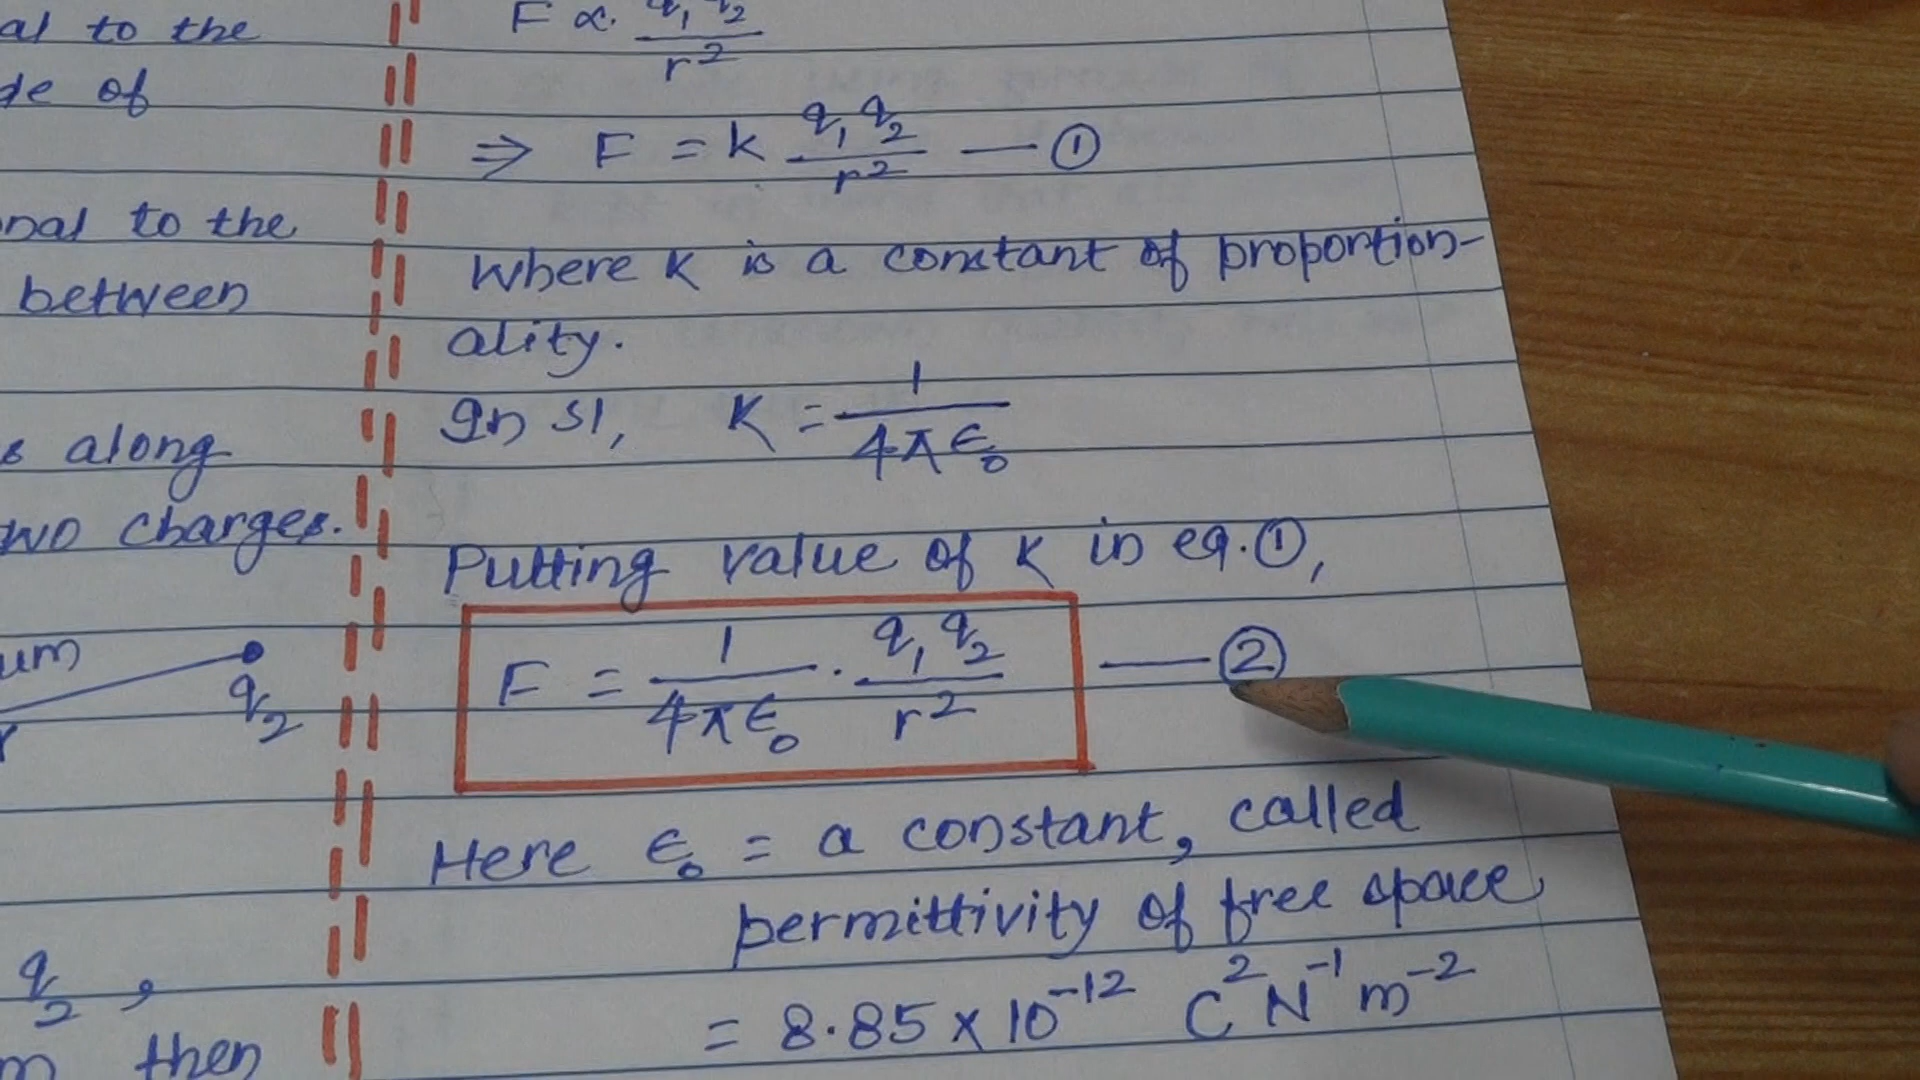 al to the
de of
nal to the
between
s along
two charges.
um
q₂
r
q₂,
m then
F ∝ q₁q₂/r²
⇒ F = k q₁q₂/r² — ①
Where K is a constant of proportion-
ality.
In SI, K = 1/4πε₀
Putting value of K in eq. ①,
F = 1/4πε₀ · q₁q₂/r² — ②
Here ε₀ = a constant, called
permittivity of free space
= 8.85 × 10⁻¹² C²N⁻¹m⁻²